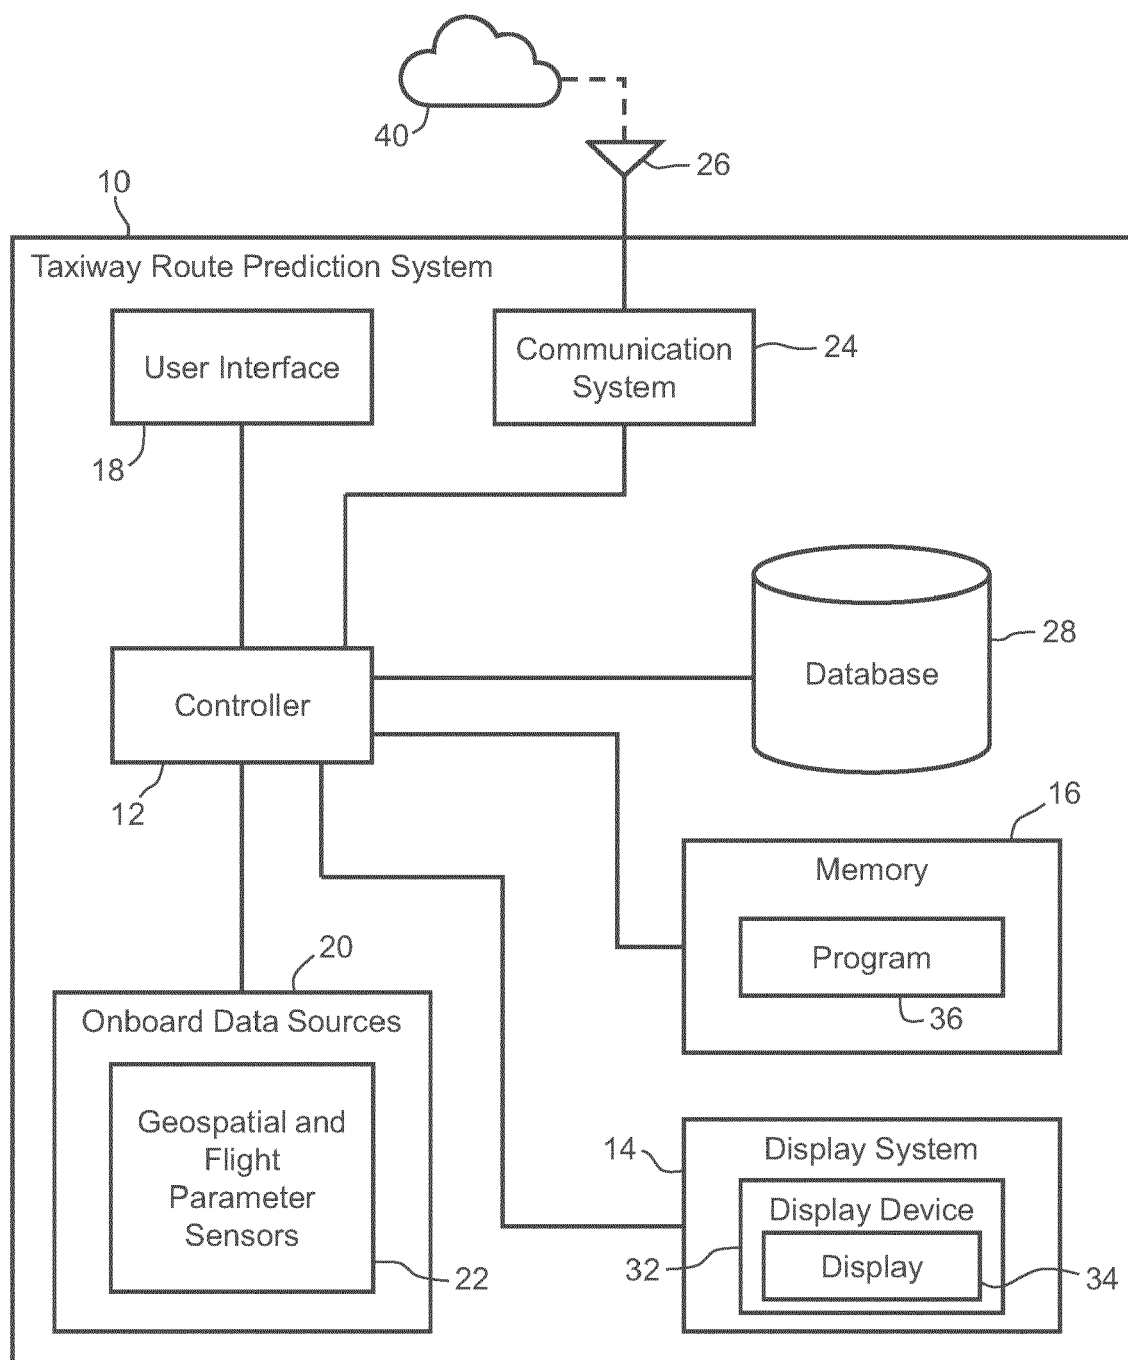 40
26
10
Taxiway Route Prediction System
User Interface
18
Communication
System
24
Controller
12
Database
28
16
Memory
Program
36
20
Onboard Data Sources
Geospatial and
Flight
Parameter
Sensors
22
14
Display System
Display Device
32
Display
34